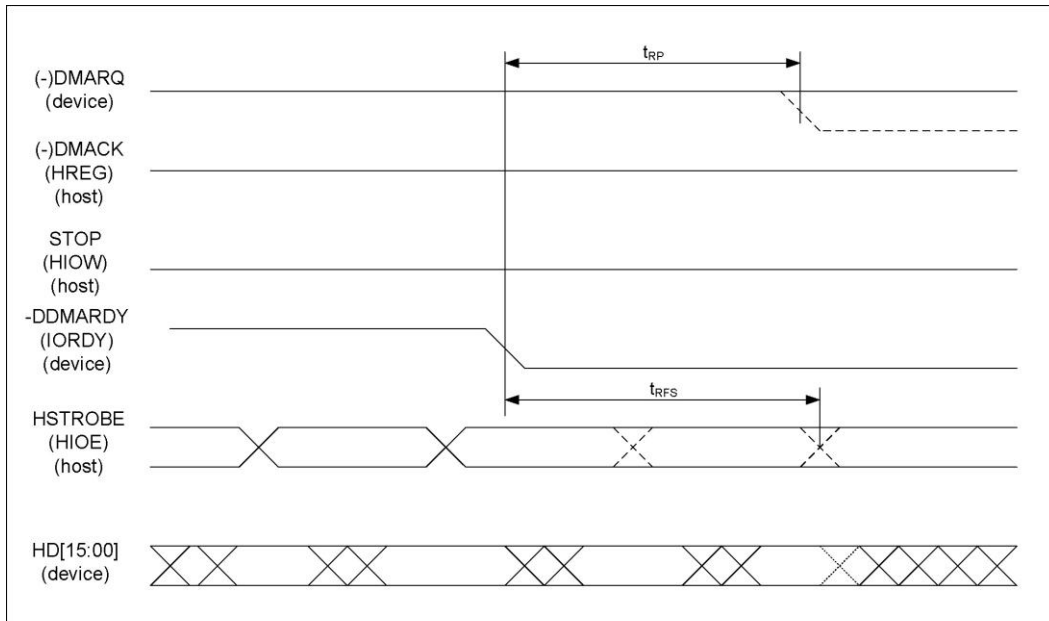 tRP
(-)DMARQ
(device)
(-)DMACK
(HREG)
(host)
STOP
(HIOW)
(host)
-DDMARDY
(IORDY)
(device)
tRFS
HSTROBE
(HIOE)
(host)
HD[15:00]
(device)